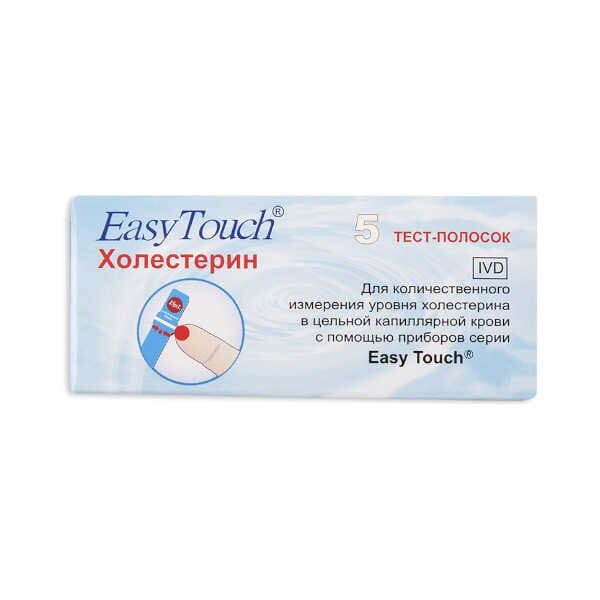 EasyTouch®
Холестерин
5 ТЕСТ-ПОЛОСОК
IVD
Для количественного
измерения уровня холестерина
в цельной капиллярной крови
с помощью приборов серии
Easy Touch®